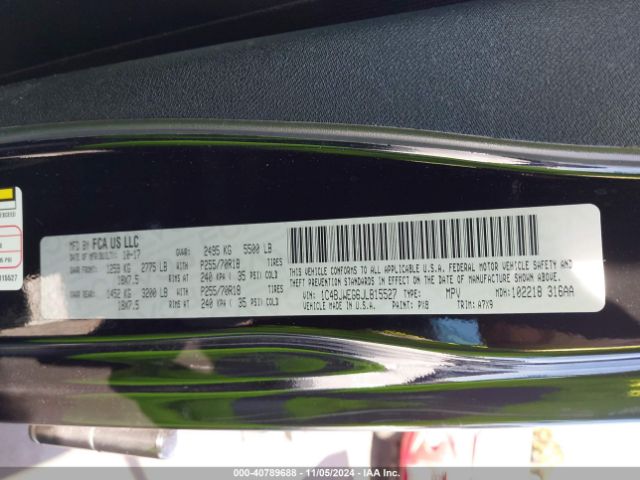 MFD BY FCA US LLC
DATE OF MFR/BUILT: 10-17 GVWR: 2495 KG 5500 LB
GAWR FRONT: 1259 KG 2775 LB WITH P255/70R18 TIRES
18X7.5 RIMS AT 240 KPA ( 35 PSI) COLD
GAWR REAR: 1452 KG 3200 LB WITH P255/70R18 TIRES
18X7.5 RIMS AT 240 KPA ( 35 PSI) COLD
THIS VEHICLE CONFORMS TO ALL APPLICABLE U.S.A. FEDERAL MOTOR VEHICLE SAFETY AND
THEFT PREVENTION STANDARDS IN EFFECT ON THE DATE OF MANUFACTURE SHOWN ABOVE.
VIN: 1C4BJWEG6JL815527 TYPE: MPV MDH: 102218 316AA
VEHICLE MADE IN U.S.A. PAINT: PX8 TRIM: A7X9
000-40789688 - 11/05/2024 - IAA Inc.